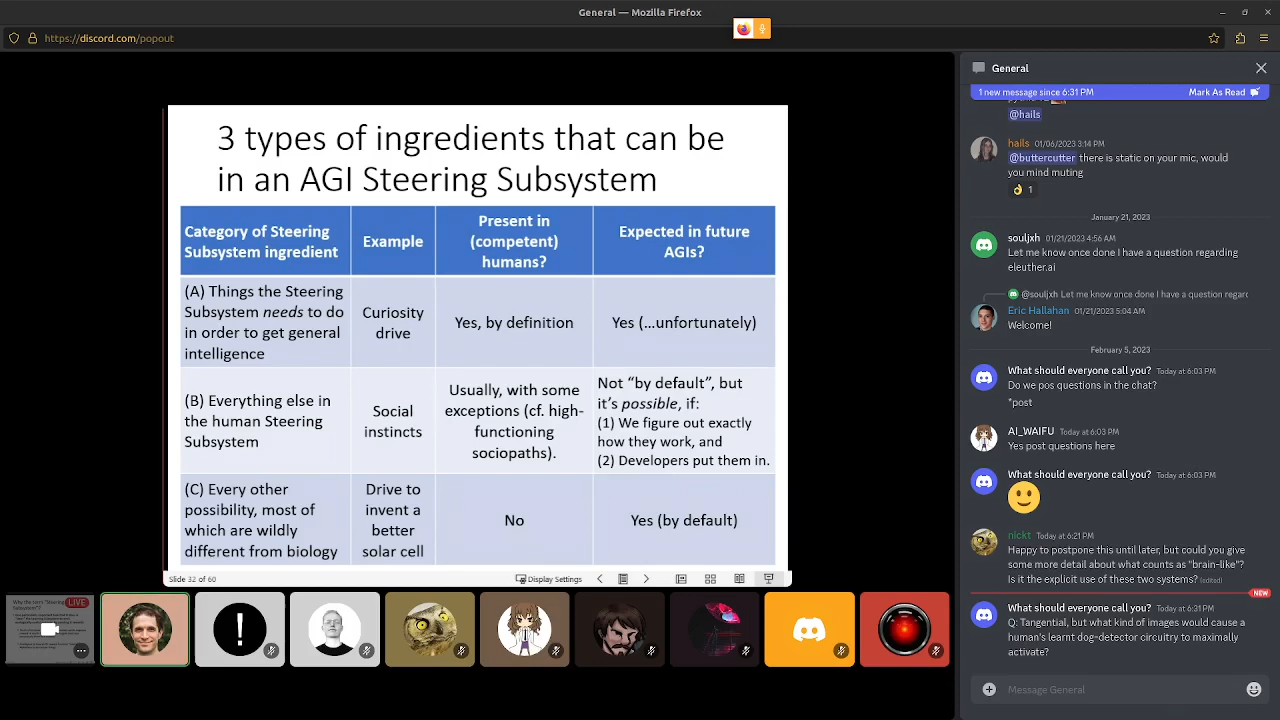 General — Mozilla Firefox
https://discord.com/popout
3 types of ingredients that can be
in an AGI Steering Subsystem
Category of Steering
Subsystem ingredient
Example
Present in
(competent)
humans?
Expected in future
AGIs?
(A) Things the Steering
Subsystem needs to do
in order to get general
intelligence
Curiosity
drive
Yes, by definition
Yes (...unfortunately)
(B) Everything else in
the human Steering
Subsystem
Social
instincts
Usually, with some
exceptions (cf. high-
functioning
sociopaths).
Not “by default”, but
it’s possible, if:
(1) We figure out exactly
how they work, and
(2) Developers put them in.
(C) Every other
possibility, most of
which are wildly
different from biology
Drive to
invent a
better
solar cell
No
Yes (by default)
Slide 32 of 60
Display Settings
Why the term "Steering
Subsystem"?
LIVE
General
1 new message since 6:31 PM
Mark As Read
@hails
hails 01/06/2023 3:14 PM
@buttercutter there is static on your mic, would
you mind muting
1
January 21, 2023
souljxh 01/21/2023 4:56 AM
Let me know once done I have a question regarding
eleuther.ai
@souljxh Let me know once done I have a question regard
Eric Hallahan 01/21/2023 5:04 AM
Welcome!
February 5, 2023
What should everyone call you? Today at 6:03 PM
Do we pos questions in the chat?
*post
AI_WAIFU Today at 6:03 PM
Yes post questions here
What should everyone call you? Today at 6:03 PM
nickt Today at 6:21 PM
Happy to postpone this until later, but could you give
some more detail about what counts as "brain-like"?
Is it the explicit use of these two systems? (edited)
NEW
What should everyone call you? Today at 6:31 PM
Q: Tangential, but what kind of images would cause a
human's learnt dog-detector circuitry to maximally
activate?
Message General